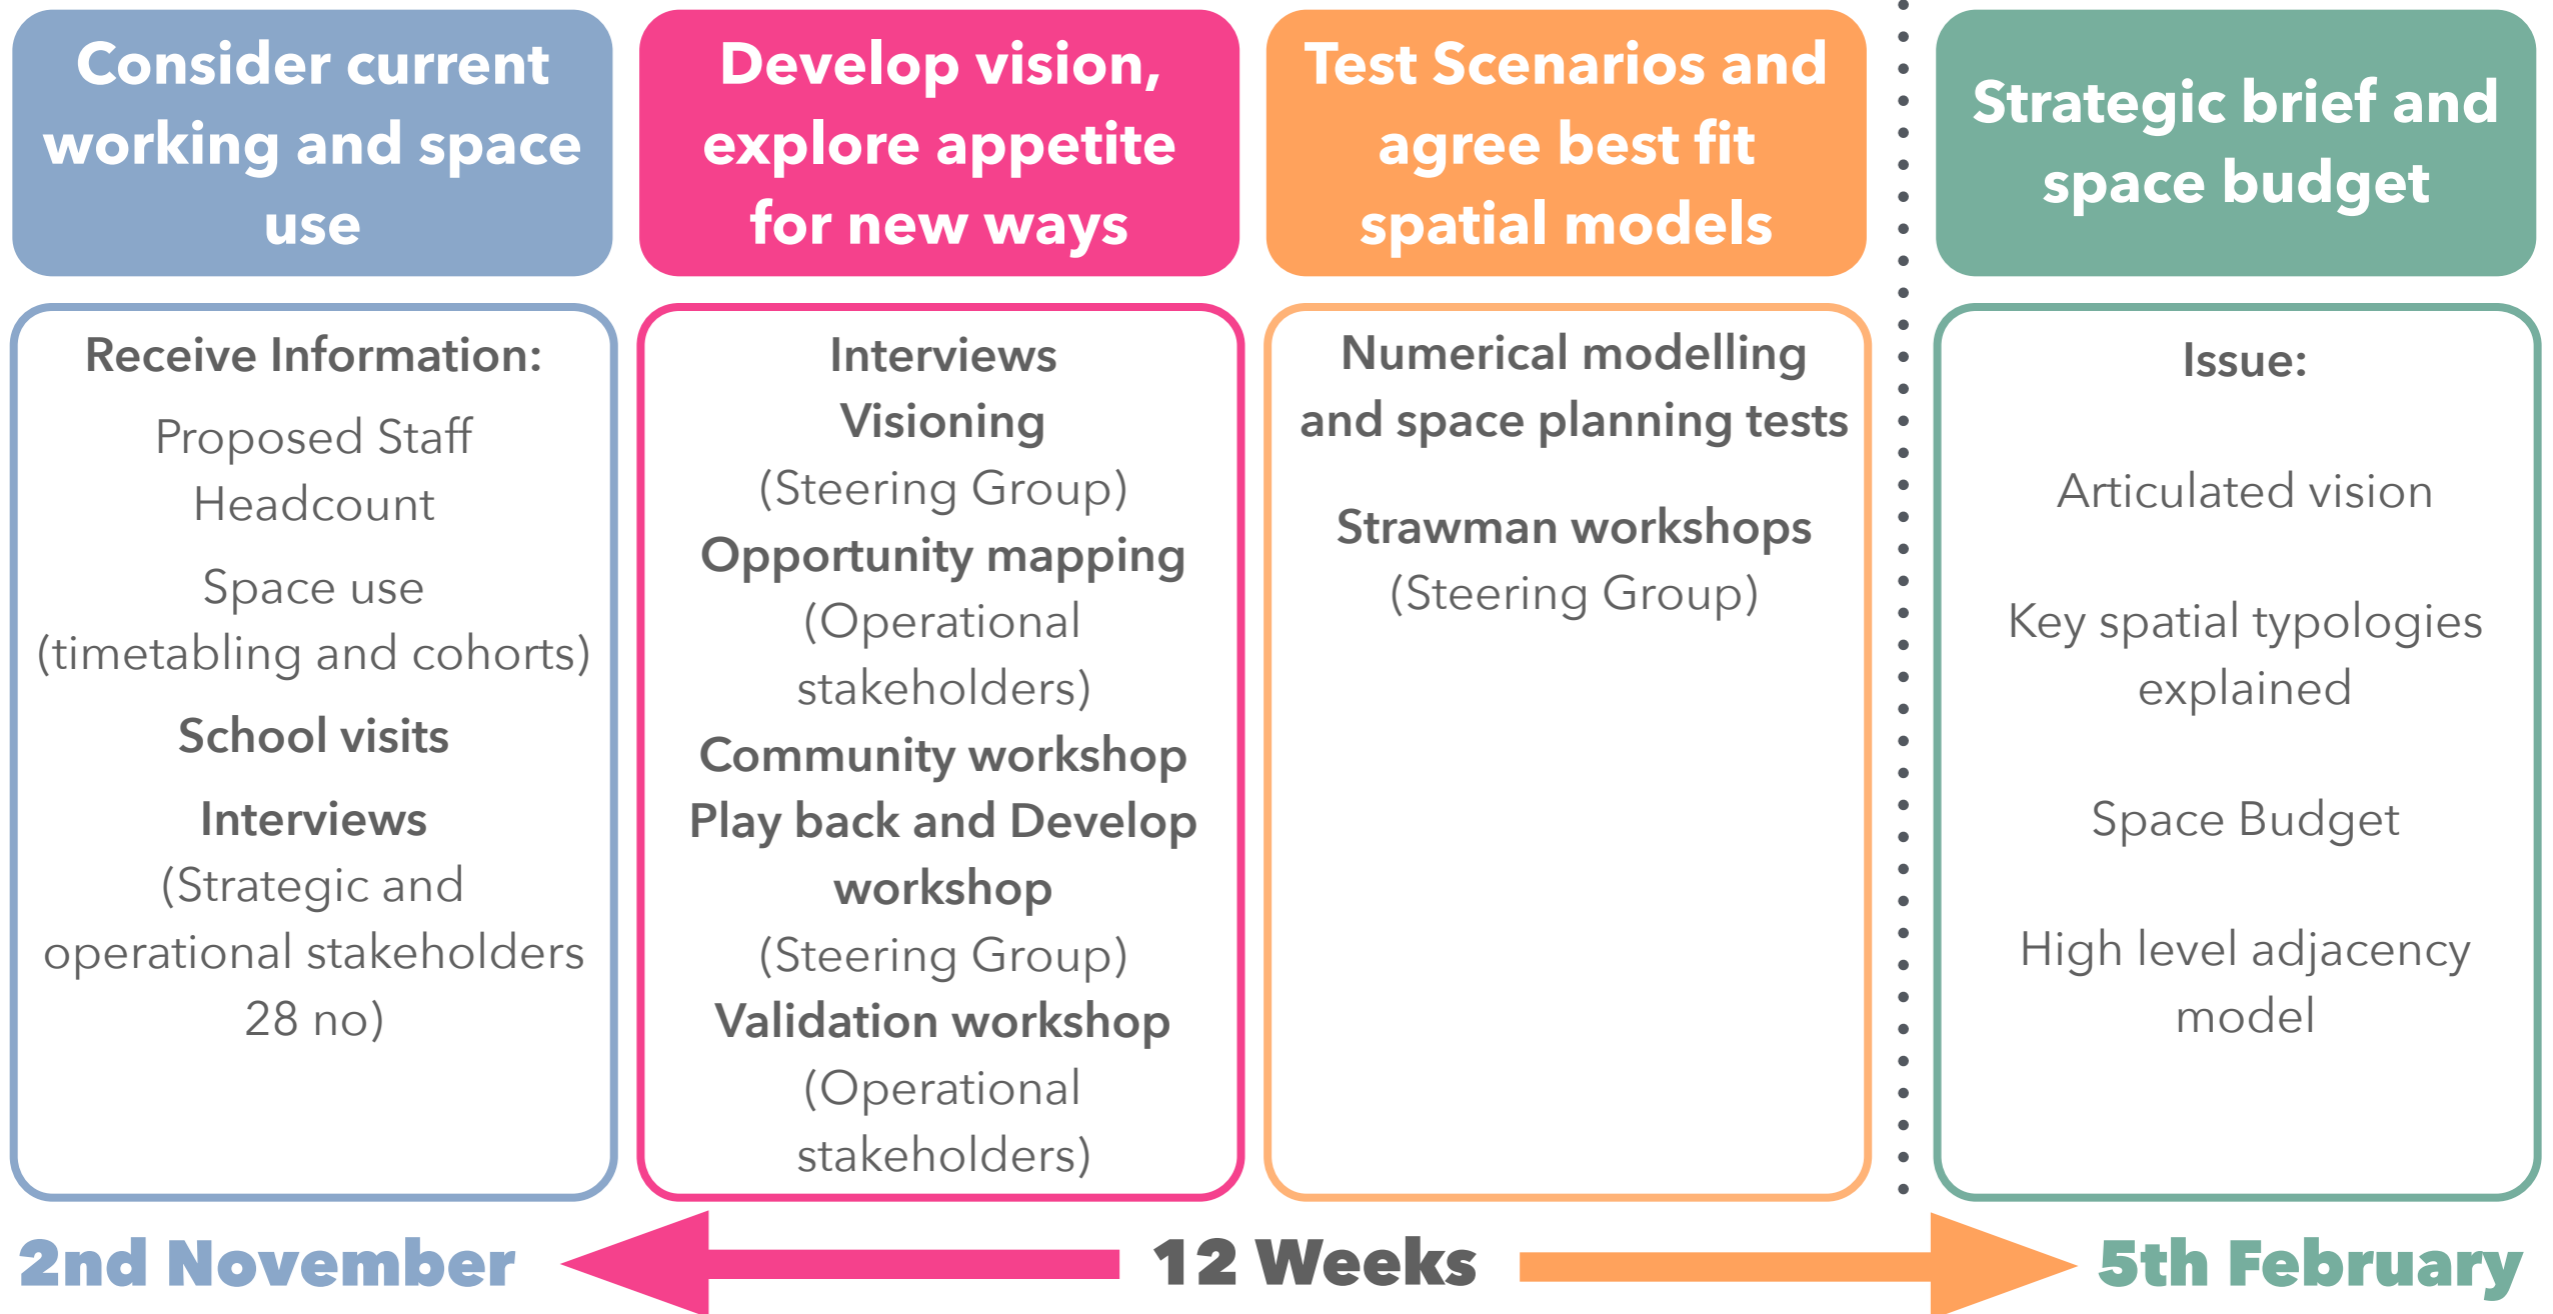 Consider current
working and space
use
Receive Information:
Proposed Staff
Headcount
Space use
(timetabling and cohorts)
School visits
Interviews
(Strategic and
operational stakeholders
28 no)
Develop vision,
explore appetite
for new ways
Interviews
Visioning
(Steering Group)
Opportunity mapping
(Operational
stakeholders)
Community workshop
Play back and Develop
workshop
(Steering Group)
Validation workshop
(Operational
stakeholders)
Test Scenarios and
agree best fit
spatial models
Numerical modelling
and space planning tests
Strawman workshops
(Steering Group)
Strategic brief and
space budget
Issue:
Articulated vision
Key spatial typologies
explained
Space Budget
High level adjacency
model
2nd November
12 Weeks
5th February